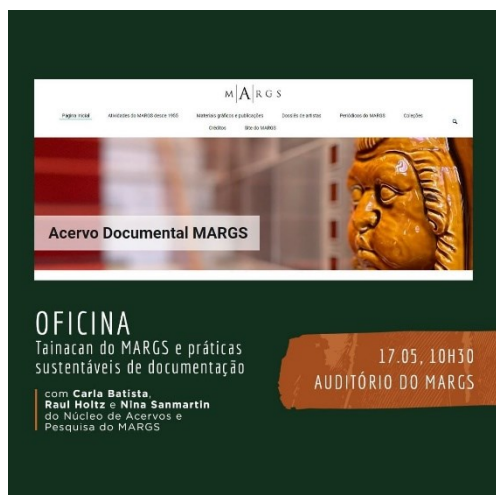 M|A|RGS
Pagina Inicial Atividades do MARGS desde 1955 Materiais gráficos e publicações Dossiês de artistas Periódicos do MARGS Coleções
Créditos Site do MARGS
Acervo Documental MARGS
OFICINA
Tainacan do MARGS e práticas
sustentáveis de documentação
com Carla Batista,
Raul Holtz e Nina Sanmartin
do Núcleo de Acervos e
Pesquisa do MARGS
17.05, 10H30
AUDITÓRIO DO MARGS